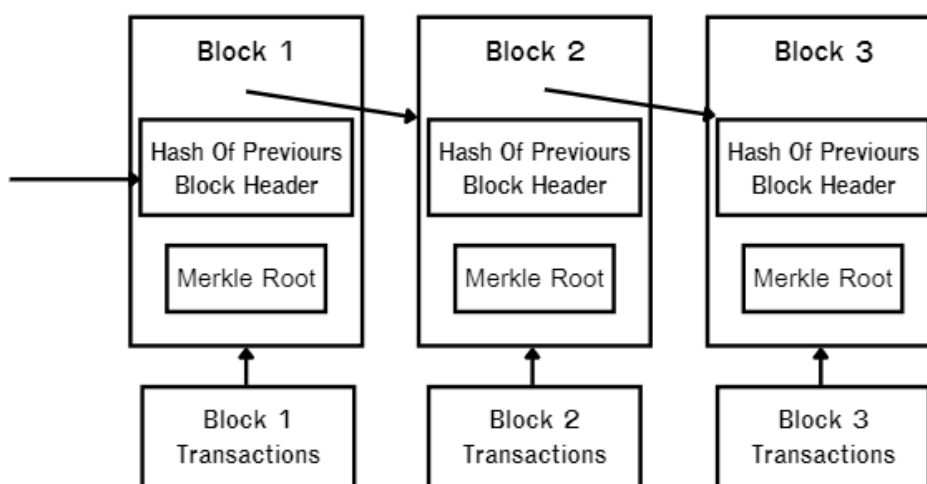 Block 1
Block 2
Block 3
Hash Of Previours
Block Header
Hash Of Previours
Block Header
Hash Of Previours
Block Header
Merkle Root
Merkle Root
Merkle Root
Block 1
Transactions
Block 2
Transactions
Block 3
Transactions